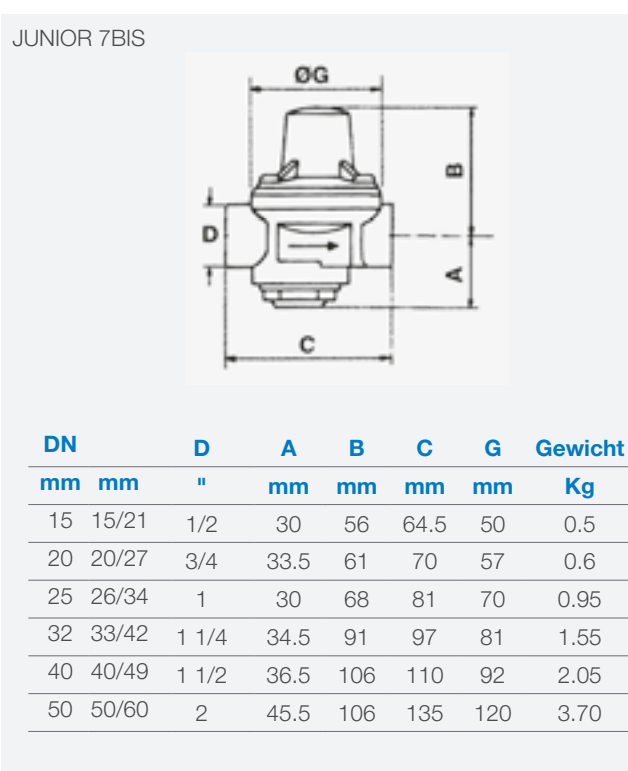 JUNIOR 7BIS
ØG
B
D
A
C
DN D A B C G Gewicht
mm mm " mm mm mm mm Kg
15 15/21 1/2 30 56 64.5 50 0.5
20 20/27 3/4 33.5 61 70 57 0.6
25 26/34 1 30 68 81 70 0.95
32 33/42 1 1/4 34.5 91 97 81 1.55
40 40/49 1 1/2 36.5 106 110 92 2.05
50 50/60 2 45.5 106 135 120 3.70